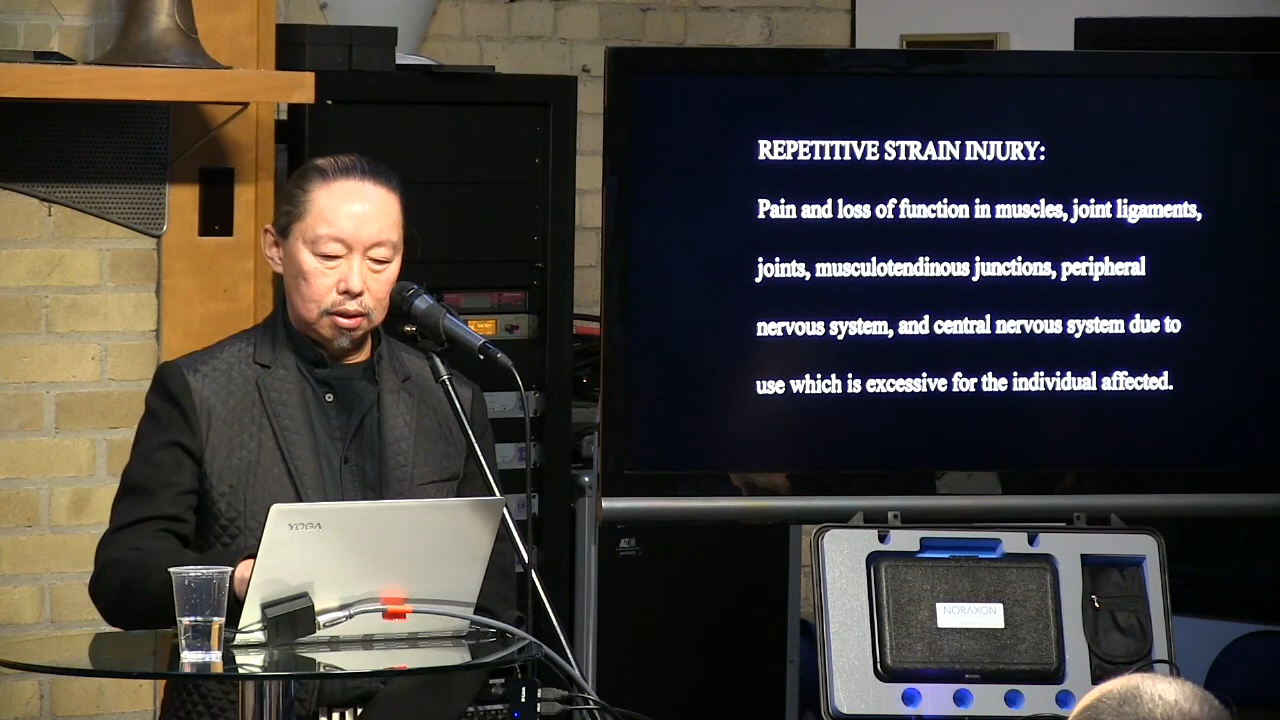 REPETITIVE STRAIN INJURY:
Pain and loss of function in muscles, joint ligaments,
joints, musculotendinous junctions, peripheral
nervous system, and central nervous system due to
use which is excessive for the individual affected.
YOGA
NORAXON